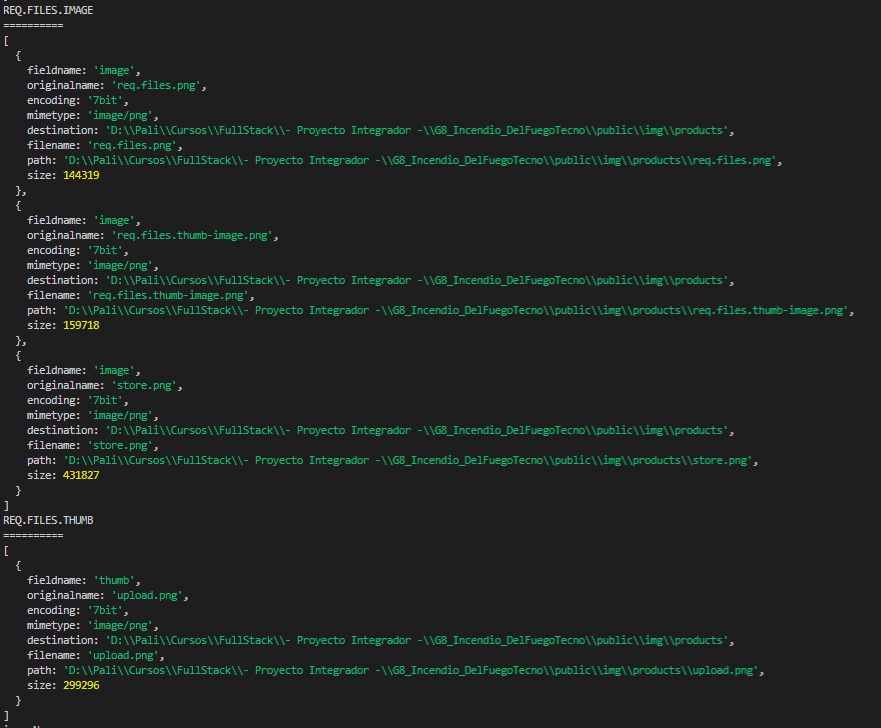 REQ.FILES.IMAGE
==========
[
  {
    fieldname: 'image',
    originalname: 'req.files.png',
    encoding: '7bit',
    mimetype: 'image/png',
    destination: 'D:\\Pali\\Cursos\\FullStack\\- Proyecto Integrador -\\G8_Incendio_DelFuegoTecno\\public\\img\\products',
    filename: 'req.files.png',
    path: 'D:\\Pali\\Cursos\\FullStack\\- Proyecto Integrador -\\G8_Incendio_DelFuegoTecno\\public\\img\\products\\req.files.png',
    size: 144319
  },
  {
    fieldname: 'image',
    originalname: 'req.files.thumb-image.png',
    encoding: '7bit',
    mimetype: 'image/png',
    destination: 'D:\\Pali\\Cursos\\FullStack\\- Proyecto Integrador -\\G8_Incendio_DelFuegoTecno\\public\\img\\products',
    filename: 'req.files.thumb-image.png',
    path: 'D:\\Pali\\Cursos\\FullStack\\- Proyecto Integrador -\\G8_Incendio_DelFuegoTecno\\public\\img\\products\\req.files.thumb-image.png',
    size: 159718
  },
  {
    fieldname: 'image',
    originalname: 'store.png',
    encoding: '7bit',
    mimetype: 'image/png',
    destination: 'D:\\Pali\\Cursos\\FullStack\\- Proyecto Integrador -\\G8_Incendio_DelFuegoTecno\\public\\img\\products',
    filename: 'store.png',
    path: 'D:\\Pali\\Cursos\\FullStack\\- Proyecto Integrador -\\G8_Incendio_DelFuegoTecno\\public\\img\\products\\store.png',
    size: 431827
  }
]
REQ.FILES.THUMB
==========
[
  {
    fieldname: 'thumb',
    originalname: 'upload.png',
    encoding: '7bit',
    mimetype: 'image/png',
    destination: 'D:\\Pali\\Cursos\\FullStack\\- Proyecto Integrador -\\G8_Incendio_DelFuegoTecno\\public\\img\\products',
    filename: 'upload.png',
    path: 'D:\\Pali\\Cursos\\FullStack\\- Proyecto Integrador -\\G8_Incendio_DelFuegoTecno\\public\\img\\products\\upload.png',
    size: 299296
  }
]